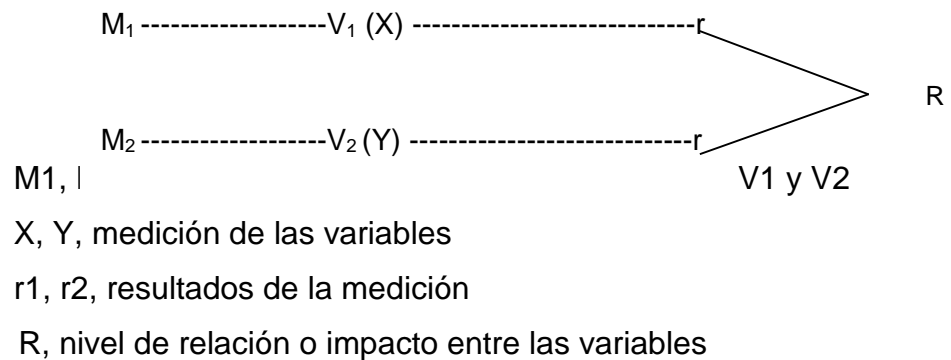 M₁ -------------------V₁ (X) -----------------------------r
R
M₂ -------------------V₂ (Y) -----------------------------r
M1, V1 y V2
X, Y, medición de las variables
r1, r2, resultados de la medición
R, nivel de relación o impacto entre las variables